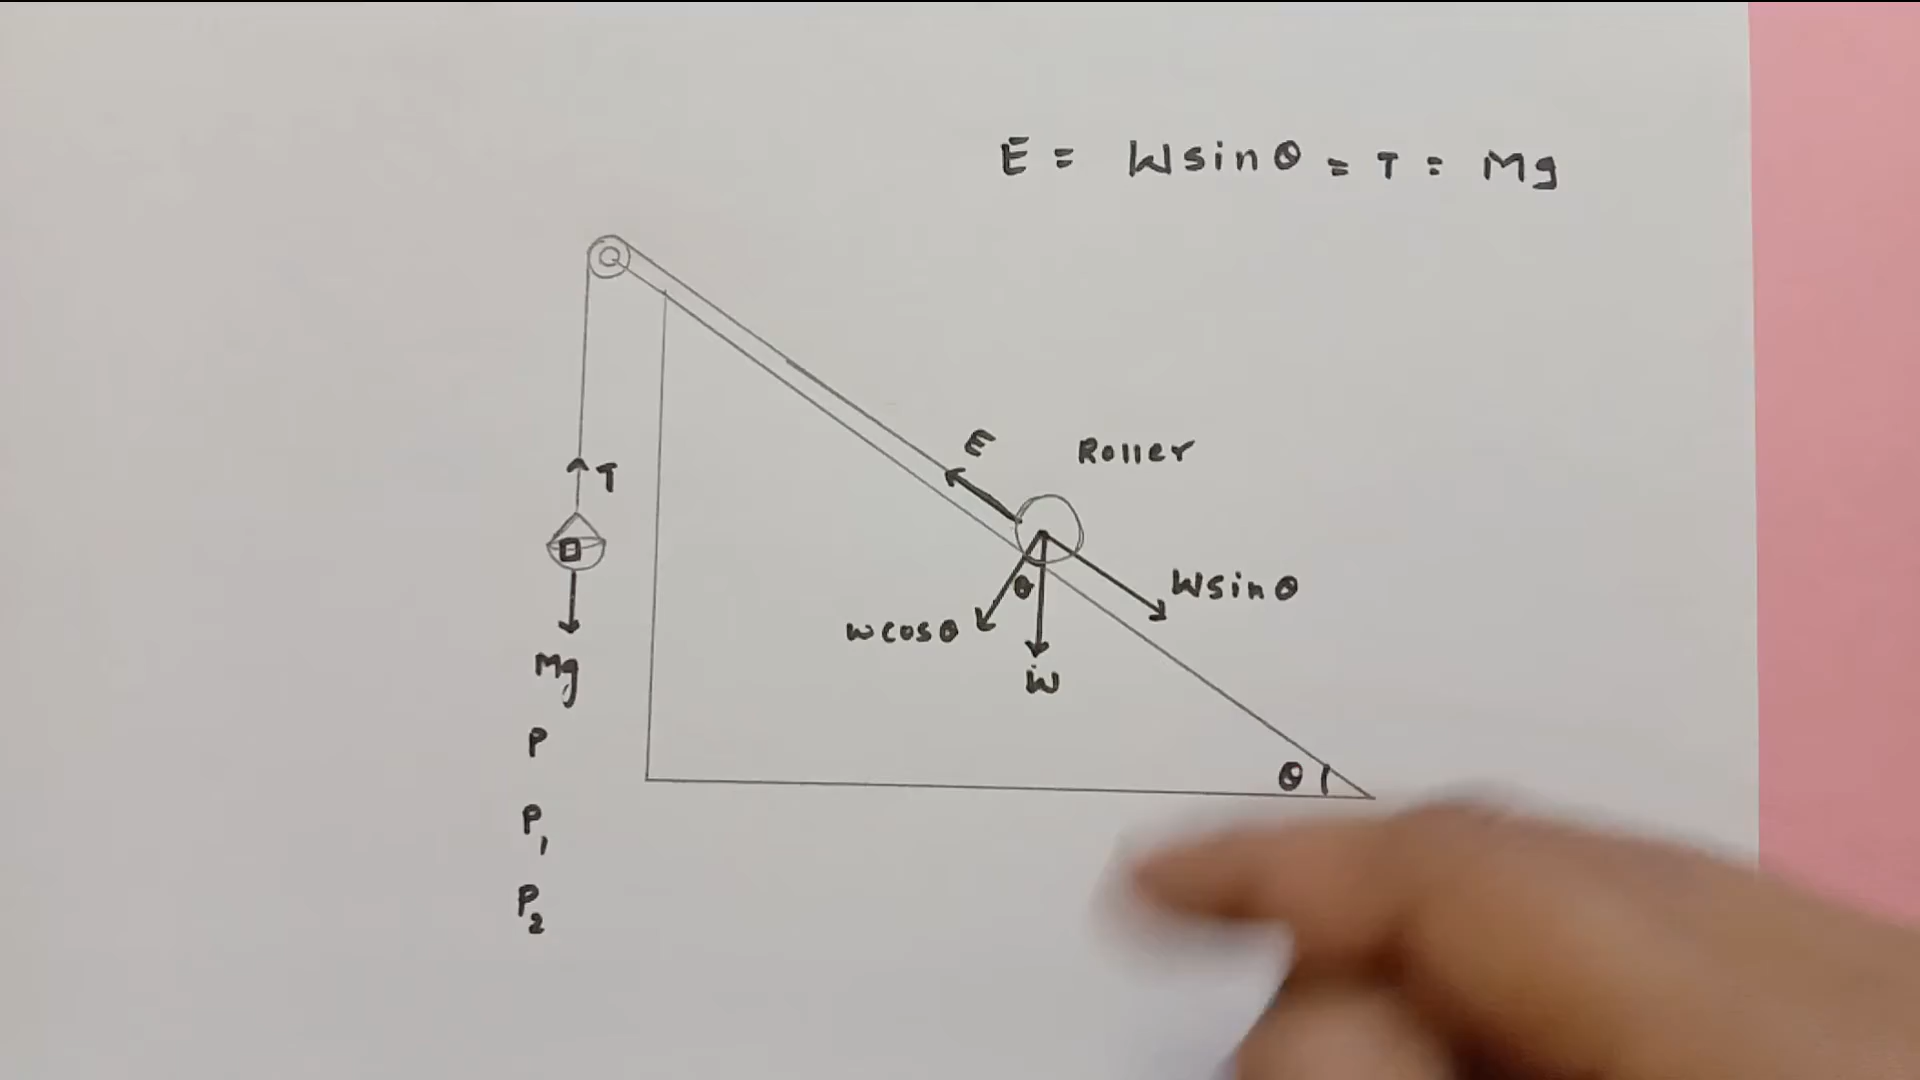 E = Wsinθ = T = Mg
E
Roller
T
θ
Wsinθ
wcosθ
W
Mg
P
θ
P1
P2